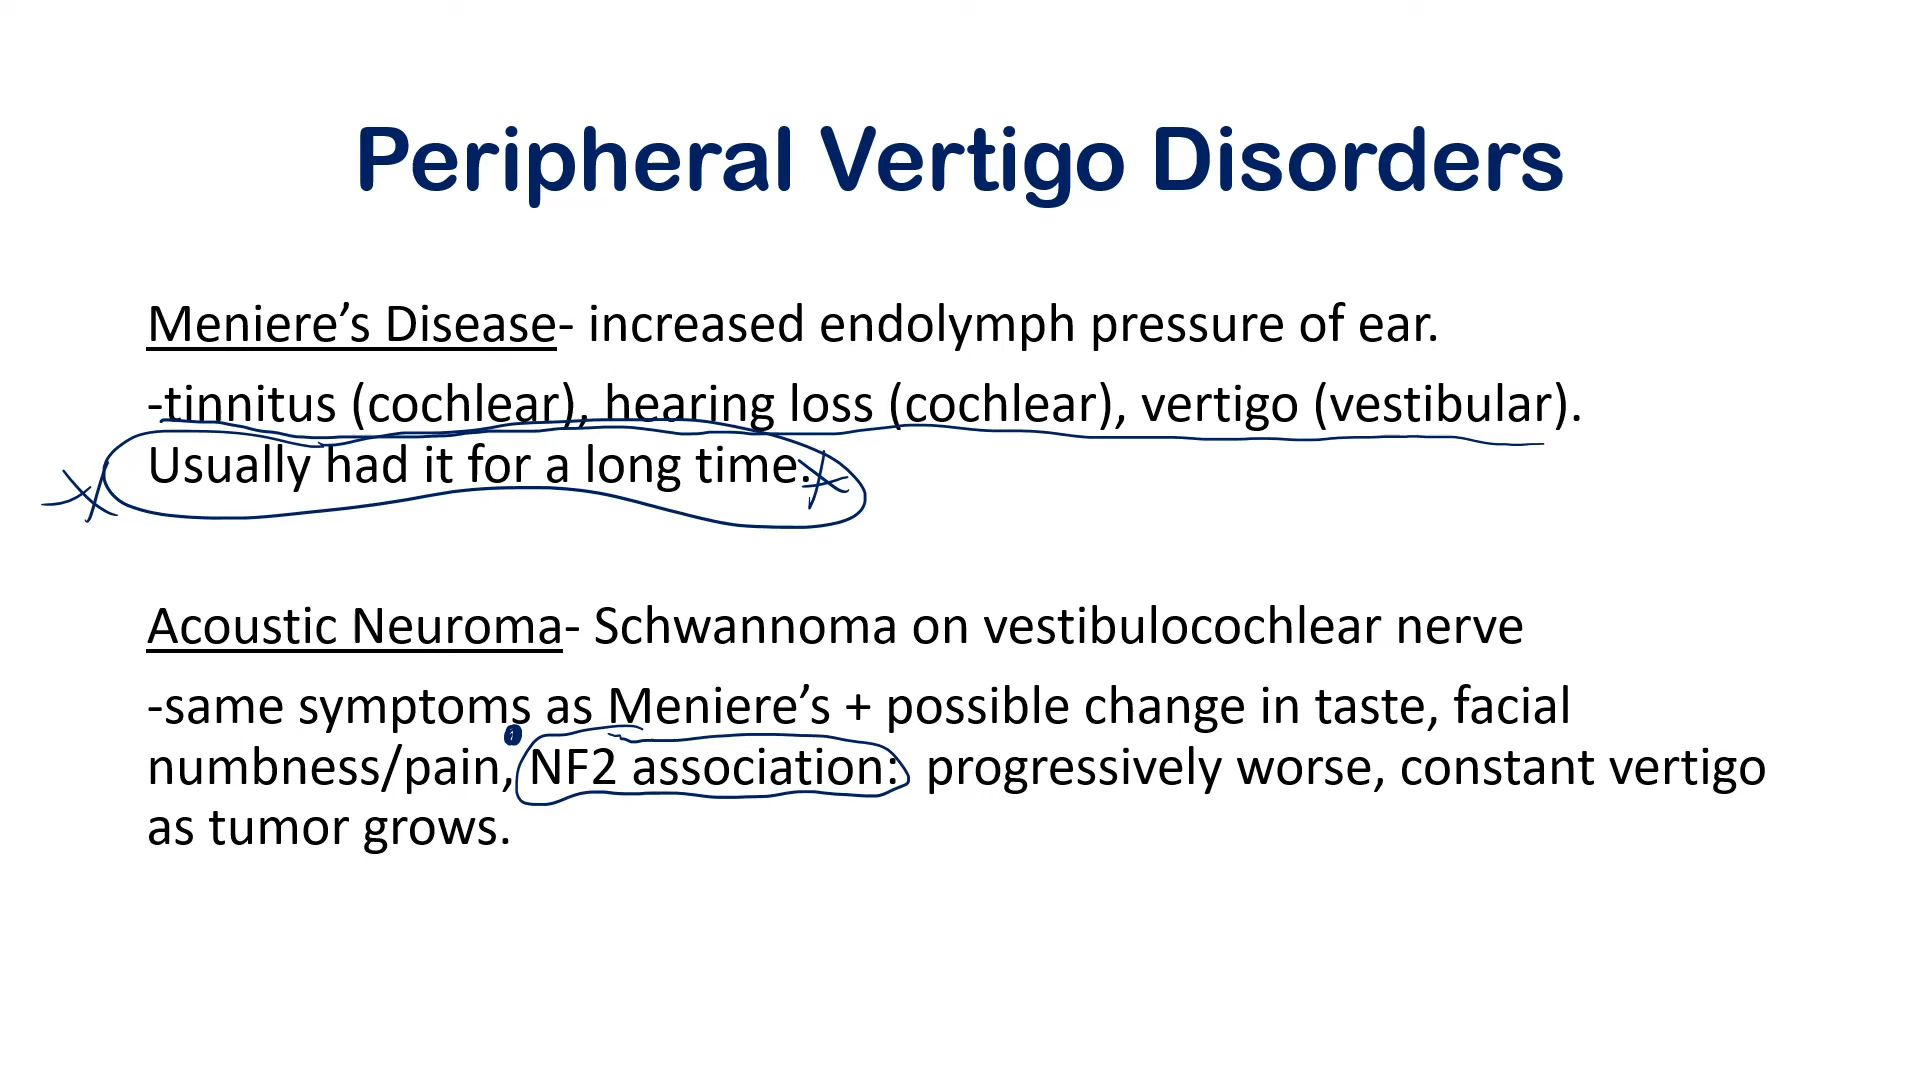 Peripheral Vertigo Disorders
Meniere’s Disease- increased endolymph pressure of ear.
-tinnitus (cochlear), hearing loss (cochlear), vertigo (vestibular).
Usually had it for a long time.
Acoustic Neuroma- Schwannoma on vestibulocochlear nerve
-same symptoms as Meniere’s + possible change in taste, facial
numbness/pain, NF2 association: progressively worse, constant vertigo
as tumor grows.